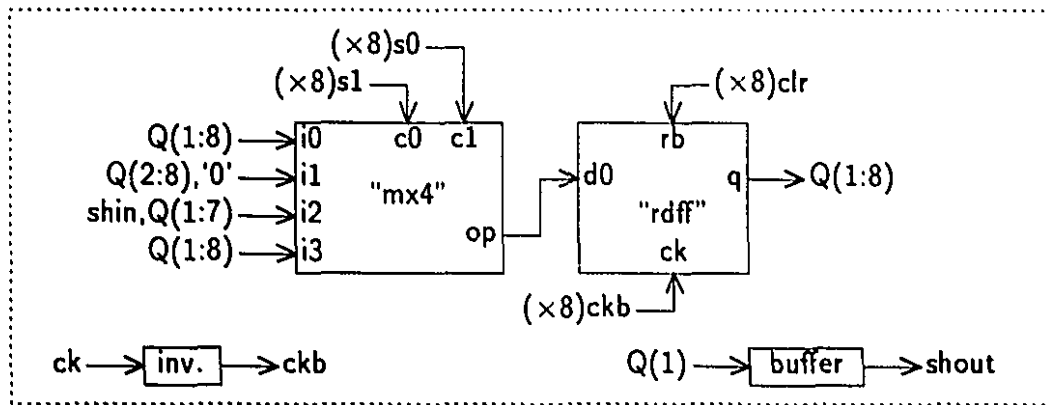 (×8)s0
(×8)s1
(×8)clr
Q(1:8) i0 c0 c1 rb
Q(2:8),'0' i1 "mx4" d0 q Q(1:8)
shin,Q(1:7) i2 "rdff"
Q(1:8) i3 op ck
(×8)ckb
ck inv. ckb Q(1) buffer shout